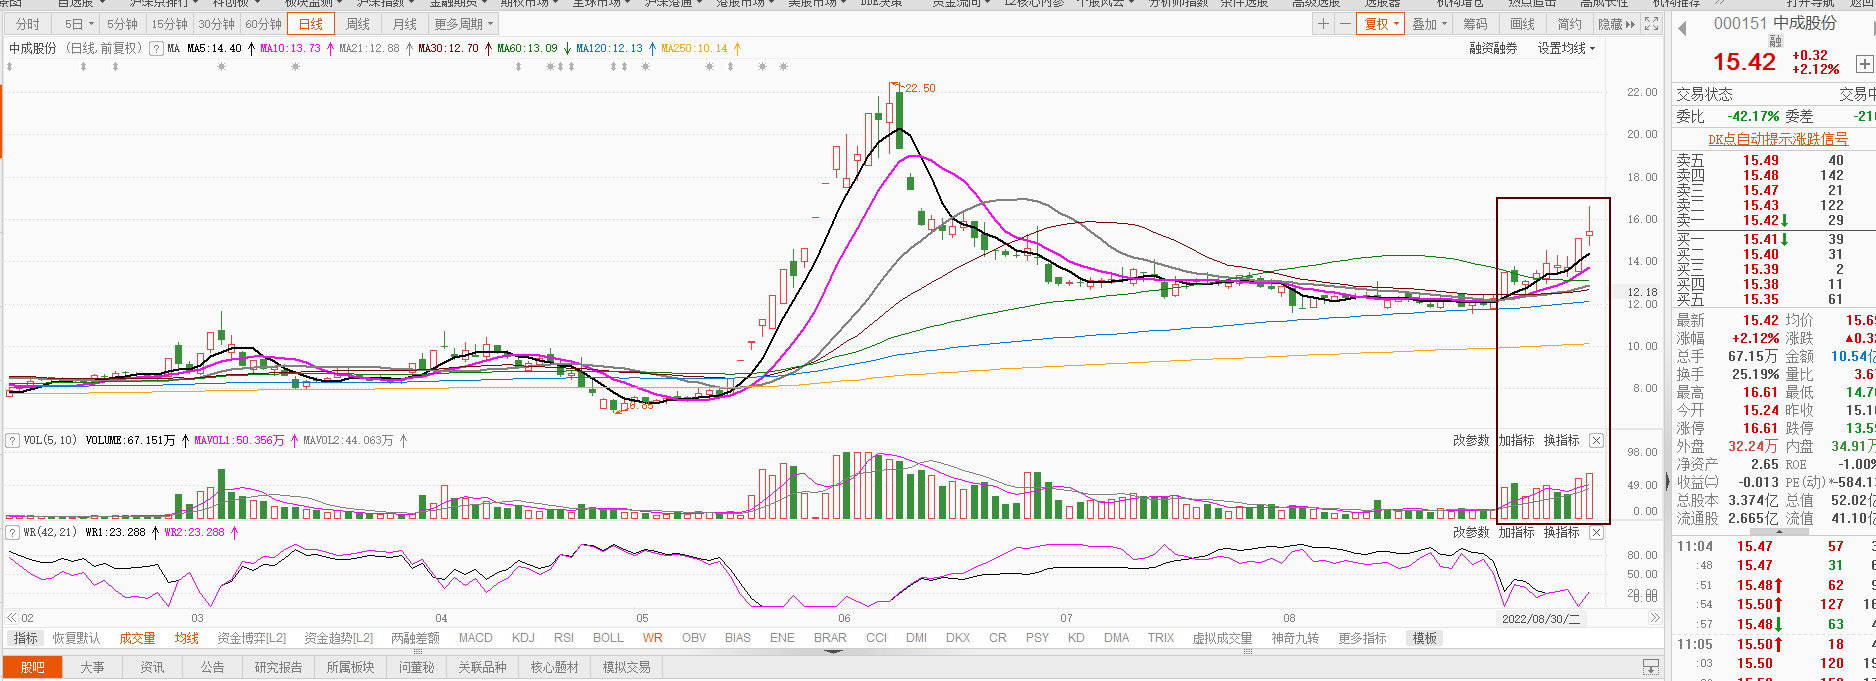 分时 5日 5分钟 15分钟 30分钟 60分钟 日线 周线 月线 更多周期
复权 叠加 筹码 画线 简约 隐藏
000151 中成股份
融
15.42 +0.32
+2.12%
中成股份 (日线,前复权) ? MA MA5:14.40 ↑ MA10:13.73 ↑ MA21:12.88 ↑ MA30:12.70 ↑ MA60:13.09 ↓ MA120:12.13 ↑ MA250:10.14 ↑
融资融券 设置均线
22.50
22.00
20.00
18.00
16.00
14.00
12.18
12.00
10.00
8.00
? VOL(5,10) VOLUME:67.151万 ↑ MAVOL1:50.356万 ↑ MAVOL2:44.063万 ↑
改参数 加指标 换指标
98.00
49.00
0.00
? WR(42,21) WR1:23.288 ↑ WR2:23.288 ↑
改参数 加指标 换指标
80.00
50.00
20.00
02 03 04 05 06 07 08 2022/08/30/二
指标 恢复默认 成交量 均线 资金博弈[L2] 资金趋势[L2] 两融差额 MACD KDJ RSI BOLL WR OBV BIAS ENE BRAR CCI DMI DKX CR PSY KD DMA TRIX 虚拟成交量 神奇九转 更多指标 模板
股吧 大事 资讯 公告 研究报告 所属板块 问董秘 关联品种 核心题材 模拟交易
交易状态 交易中
委比 -42.17% 委差
DK点自动提示涨跌信号
卖五 15.49 40
卖四 15.48 142
卖三 15.47 21
卖二 15.43 122
卖一 15.42↓ 29
买一 15.41↓ 39
买二 15.40 31
买三 15.39 2
买四 15.38 11
买五 15.35 61
最新 15.42 均价
涨幅 +2.12% 涨跌
总手 67.15万 金额 10.54亿
换手 25.19% 量比
最高 16.61 最低
今开 15.24 昨收
涨停 16.61 跌停
外盘 32.24万 内盘 34.91万
净资产 2.65 ROE -1.00%
收益㈡ -0.013 PE(动)
总股本 3.374亿 总值 52.02亿
流通股 2.665亿 流值 41.10亿
11:04 15.47 57
:48 15.47 31
:51 15.48↑ 62
:54 15.50↑ 127
:57 15.48↓ 63
11:05 15.50↑ 18
:03 15.50 120